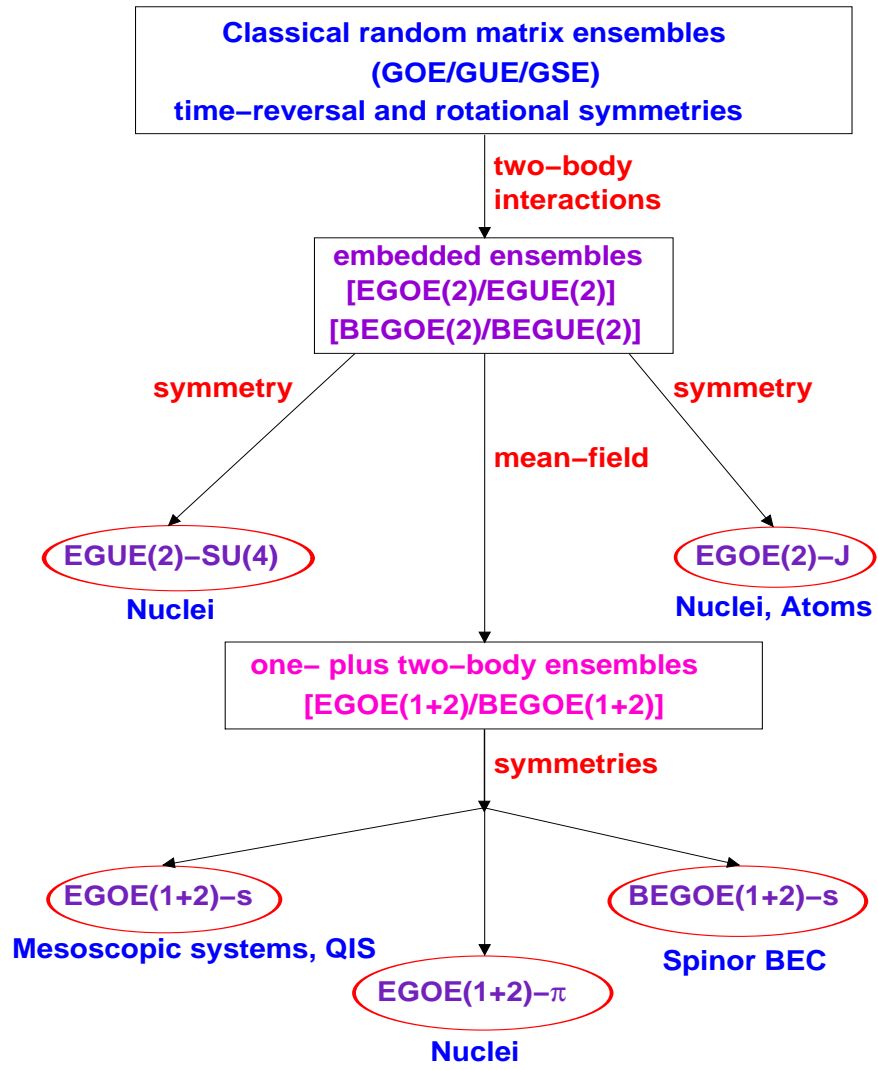 Classical random matrix ensembles
(GOE/GUE/GSE)
time−reversal and rotational symmetries
two−body
interactions
embedded ensembles
[EGOE(2)/EGUE(2)]
[BEGOE(2)/BEGUE(2)]
symmetry
symmetry
mean−field
EGUE(2)−SU(4)
Nuclei
EGOE(2)−J
Nuclei, Atoms
one− plus two−body ensembles
[EGOE(1+2)/BEGOE(1+2)]
symmetries
EGOE(1+2)−s
Mesoscopic systems, QIS
BEGOE(1+2)−s
Spinor BEC
EGOE(1+2)−π
Nuclei